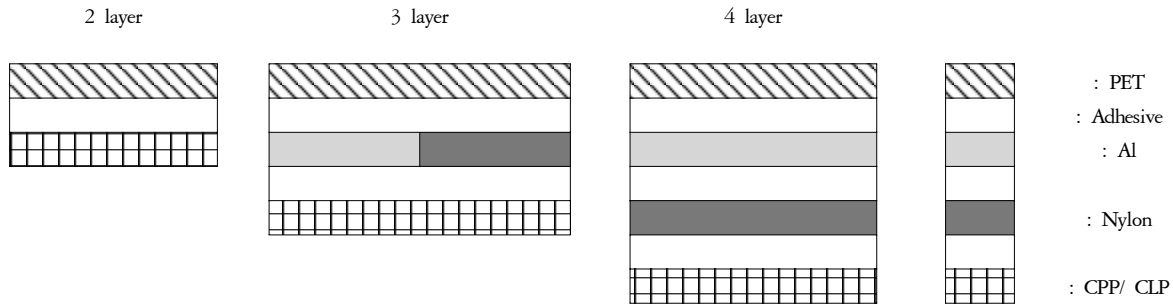 2 layer
3 layer
4 layer
: PET
: Adhesive
: Al
: Nylon
: CPP/ CLP